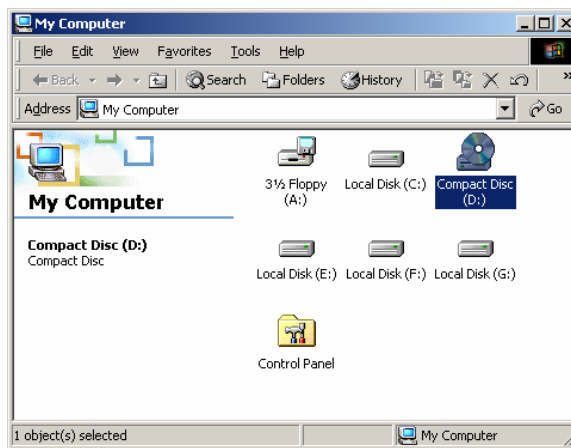 My Computer
File Edit View Favorites Tools Help
Back Search Folders History »
Address My Computer Go
My Computer
Compact Disc (D:)
Compact Disc
3½ Floppy (A:)
Local Disk (C:)
Compact Disc (D:)
Local Disk (E:) Local Disk (F:) Local Disk (G:)
Control Panel
1 object(s) selected My Computer